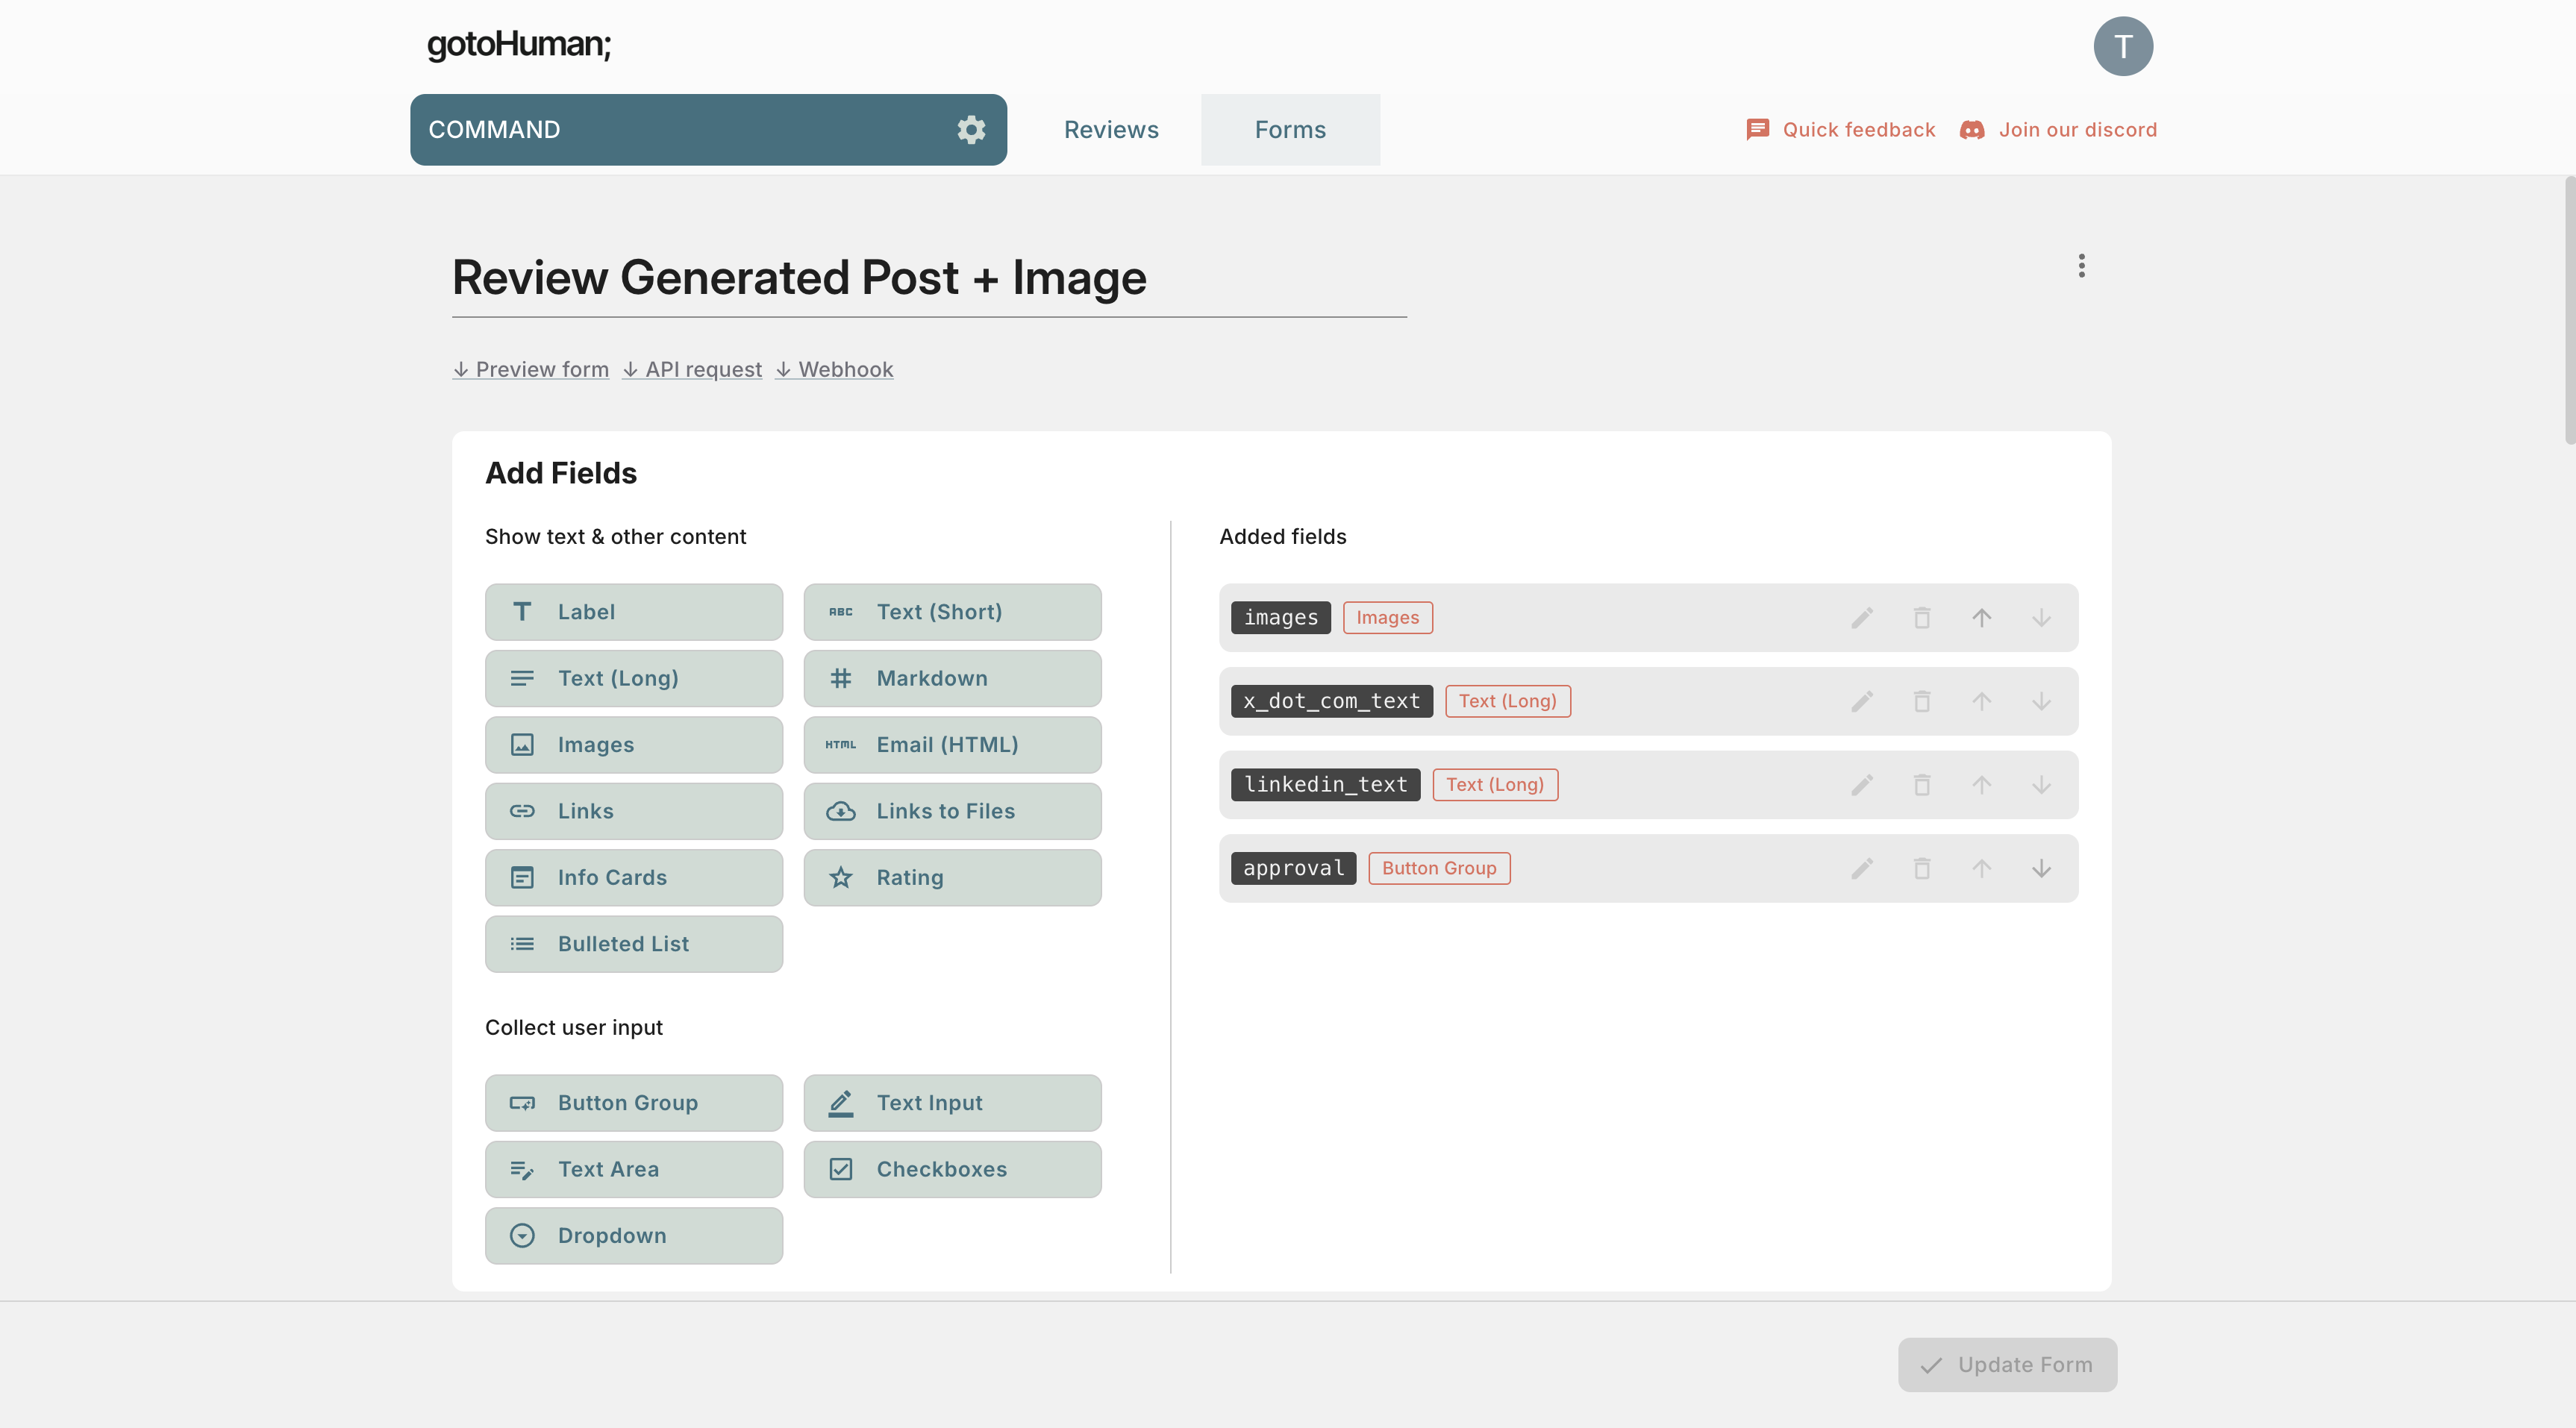 gotoHuman;
T
COMMAND
Reviews
Forms
Quick feedback
Join our discord
Review Generated Post + Image
Preview form
API request
Webhook
Add Fields
Show text & other content
Label
ABC Text (Short)
Text (Long)
Markdown
Images
HTML Email (HTML)
Links
Links to Files
Info Cards
Rating
Bulleted List
Collect user input
Button Group
Text Input
Text Area
Checkboxes
Dropdown
Added fields
images Images
x_dot_com_text Text (Long)
linkedin_text Text (Long)
approval Button Group
Update Form